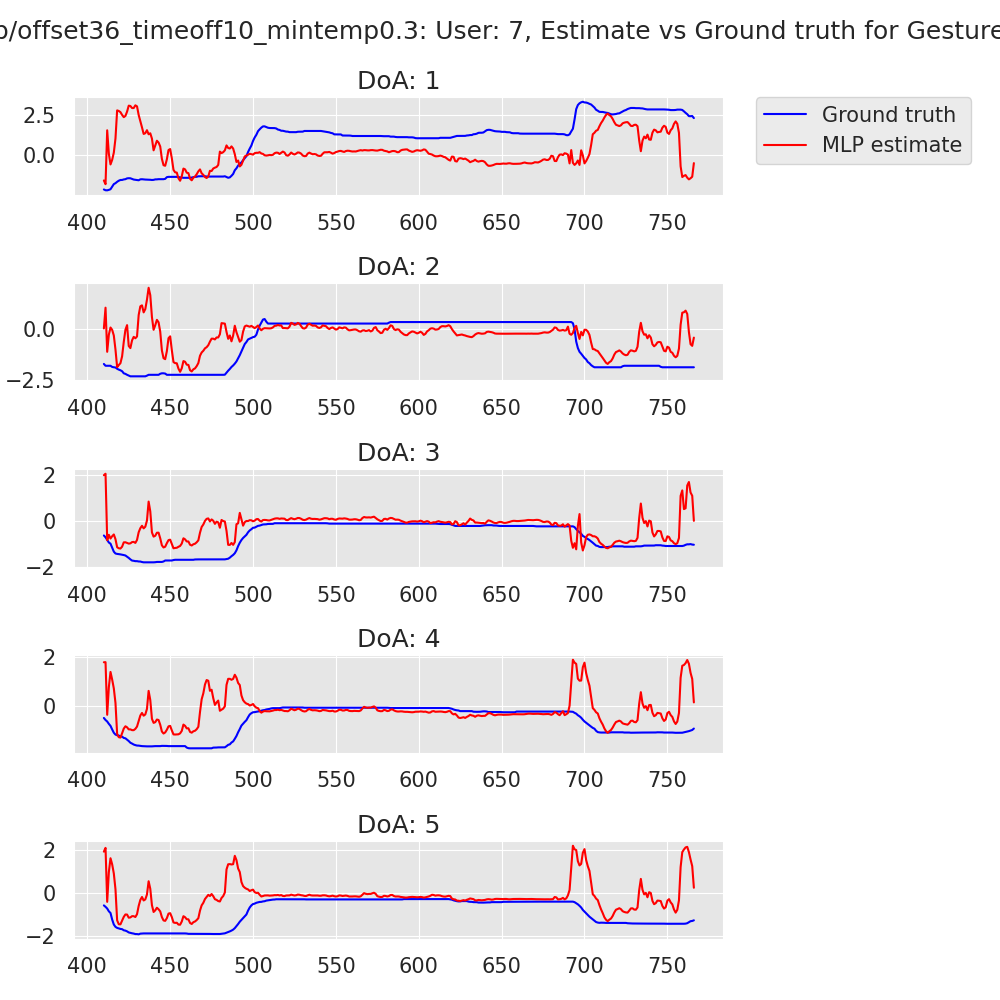 /offset36_timeoff10_mintemp0.3: User: 7, Estimate vs Ground truth for Gesture
DoA: 1
Ground truth
MLP estimate
2.5
0.0
400 450 500 550 600 650 700 750
DoA: 2
0.0
−2.5
400 450 500 550 600 650 700 750
DoA: 3
2
0
−2
400 450 500 550 600 650 700 750
DoA: 4
2
0
400 450 500 550 600 650 700 750
DoA: 5
2
0
−2
400 450 500 550 600 650 700 750